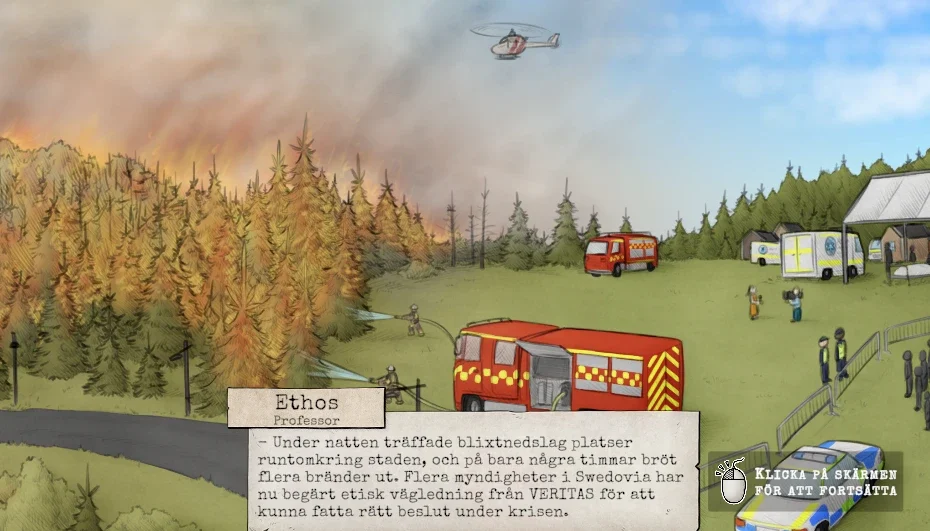 Ethos
Professor
– Under natten träffade blixtnedslag platser
runtomkring staden, och på bara några timmar bröt
flera bränder ut. Flera myndigheter i Swedovia har
nu begärt etisk vägledning från VERITAS för att
kunna fatta rätt beslut under krisen.
Klicka på skärmen
för att fortsätta